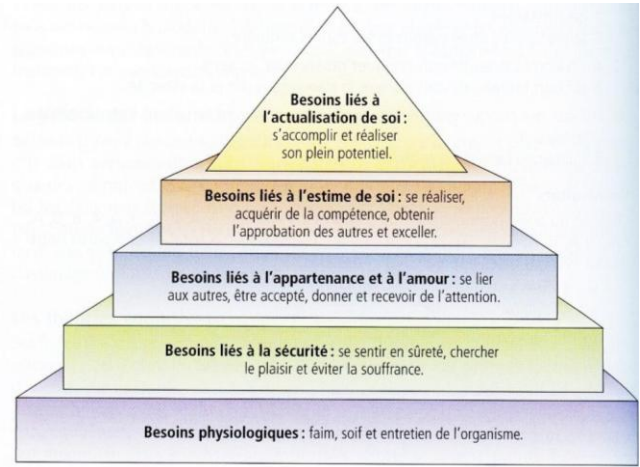 Besoins liés à
l'actualisation de soi :
s'accomplir et réaliser
son plein potentiel.
Besoins liés à l'estime de soi : se réaliser,
acquérir de la compétence, obtenir
l'approbation des autres et exceller.
Besoins liés à l'appartenance et à l'amour : se lier
aux autres, être accepté, donner et recevoir de l'attention.
Besoins liés à la sécurité : se sentir en sûreté, chercher
le plaisir et éviter la souffrance.
Besoins physiologiques : faim, soif et entretien de l'organisme.